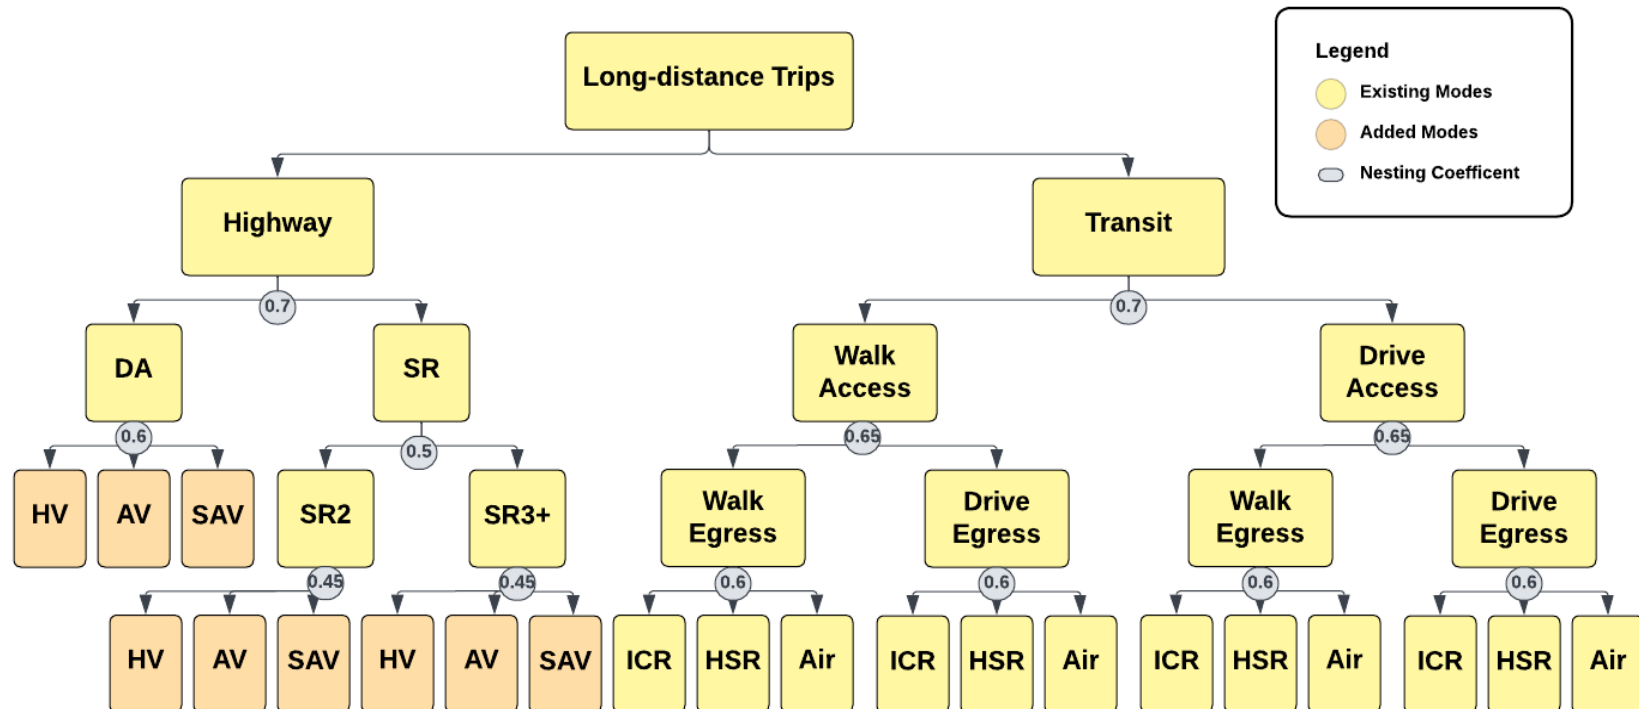 Legend
Existing Modes
Added Modes
Nesting Coefficent
Long-distance Trips
Highway
Transit
0.7
0.7
DA
SR
Walk
Access
Drive
Access
0.6
0.5
0.65
0.65
HV
AV
SAV
SR2
SR3+
Walk
Egress
Drive
Egress
Walk
Egress
Drive
Egress
0.45
0.45
0.6
0.6
0.6
0.6
HV
AV
SAV
HV
AV
SAV
ICR
HSR
Air
ICR
HSR
Air
ICR
HSR
Air
ICR
HSR
Air